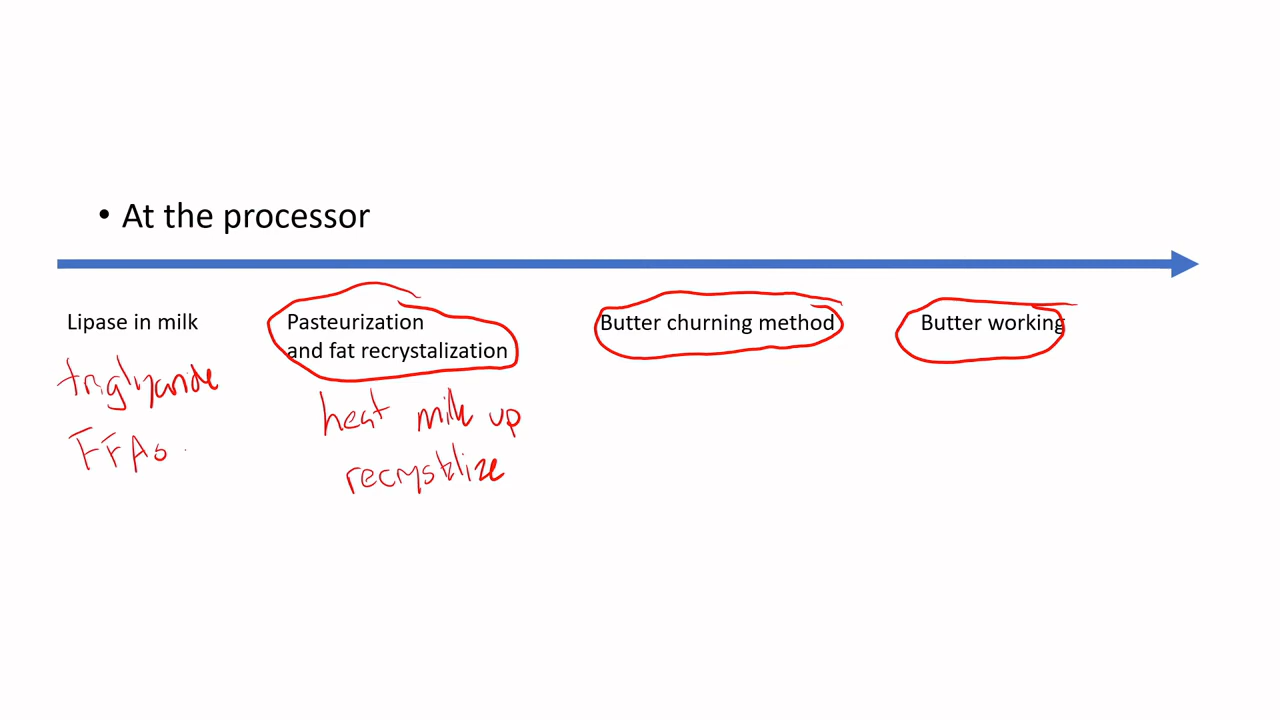 • At the processor
Lipase in milk
Pasteurization
and fat recrystalization
Butter churning method
Butter working
triglyceride
FFAs
heat milk up
recrystalize